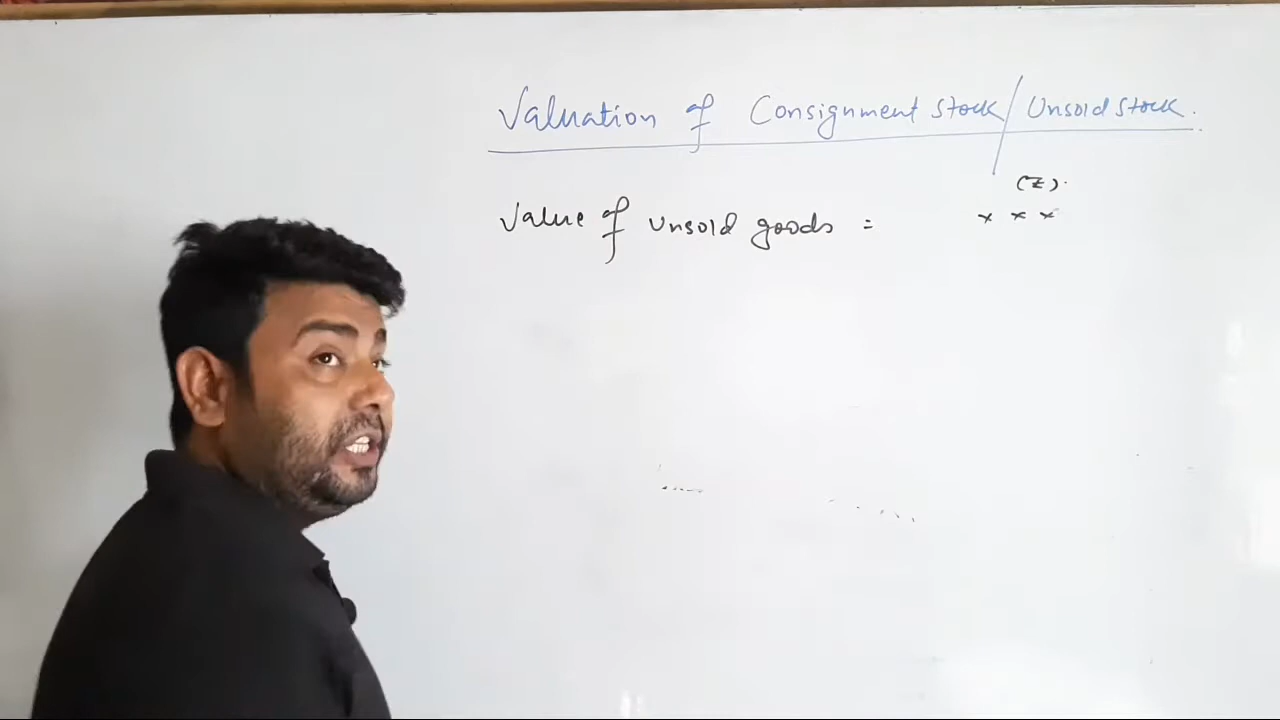 Valuation of Consignment stock / Unsold stock.
(₹).
Value of unsold goods = x x x